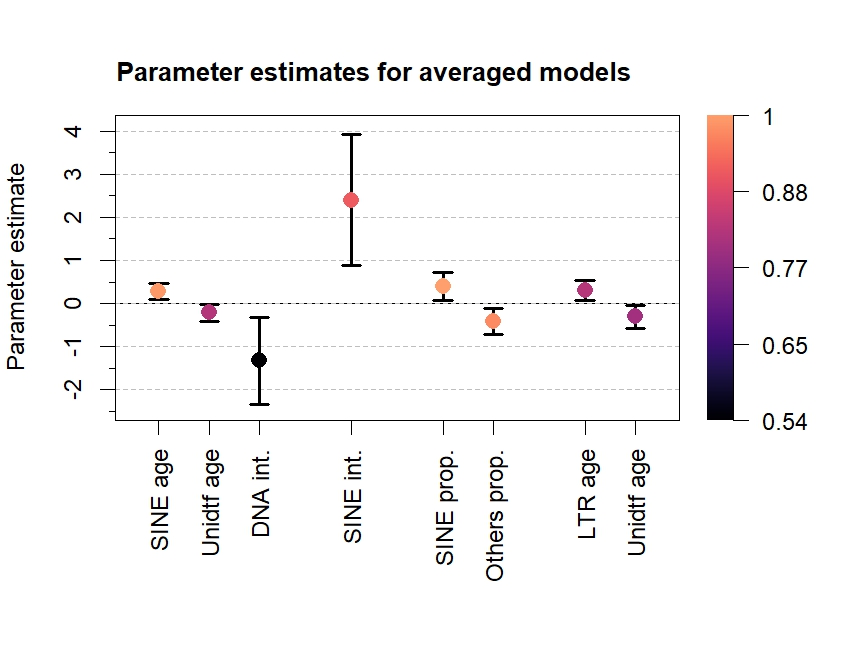 Parameter estimates for averaged models
Parameter estimate
4
3
2
1
0
-1
-2
SINE age
Unidtf age
DNA int.
SINE int.
SINE prop.
Others prop.
LTR age
Unidtf age
1
0.88
0.77
0.65
0.54